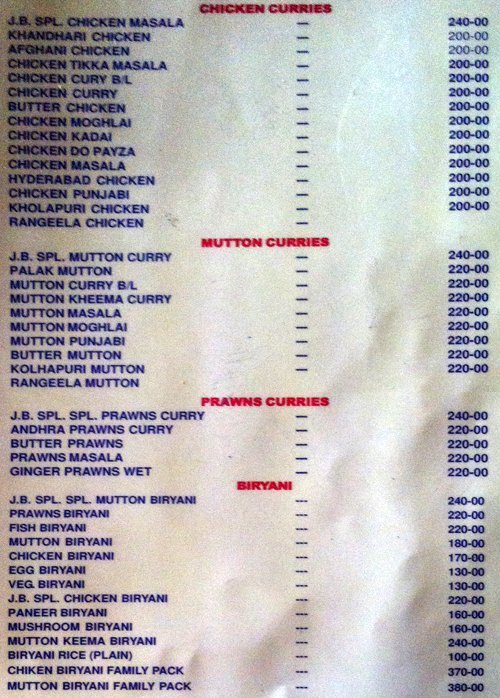 CHICKEN CURRIES
J.B. SPL. CHICKEN MASALA — 240-00
KHANDHARI CHICKEN — 200-00
AFGHANI CHICKEN — 200-00
CHICKEN TIKKA MASALA — 200-00
CHICKEN CURY B/L — 200-00
CHICKEN CURRY — 200-00
BUTTER CHICKEN — 200-00
CHICKEN MOGHLAI — 200-00
CHICKEN KADAI — 200-00
CHICKEN DO PAYZA — 200-00
CHICKEN MASALA — 200-00
HYDERABAD CHICKEN — 200-00
CHICKEN PUNJABI — 200-00
KHOLAPURI CHICKEN — 200-00
RANGEELA CHICKEN —
MUTTON CURRIES
J.B. SPL. MUTTON CURRY — 240-00
PALAK MUTTON — 220-00
MUTTON CURRY B/L — 220-00
MUTTON KHEEMA CURRY — 220-00
MUTTON MASALA — 220-00
MUTTON MOGHLAI — 220-00
MUTTON PUNJABI — 220-00
BUTTER MUTTON — 220-00
KOLHAPURI MUTTON — 220-00
RANGEELA MUTTON
PRAWNS CURRIES
J.B. SPL. SPL. PRAWNS CURRY — 240-00
ANDHRA PRAWNS CURRY — 220-00
BUTTER PRAWNS — 220-00
PRAWNS MASALA — 220-00
GINGER PRAWNS WET — 220-00
BIRYANI
J.B. SPL. SPL. MUTTON BIRYANI --- 240-00
PRAWNS BIRYANI --- 220-00
FISH BIRYANI --- 220-00
MUTTON BIRYANI --- 180-00
CHICKEN BIRYANI --- 170-00
EGG BIRYANI --- 130-00
VEG. BIRYANI --- 130-00
J.B. SPL. CHICKEN BIRYANI --- 220-00
PANEER BIRYANI --- 160-00
MUSHROOM BIRYANI --- 160-00
MUTTON KEEMA BIRYANI --- 240-00
BIRYANI RICE (PLAIN) --- 100-00
CHIKEN BIRYANI FAMILY PACK --- 370-00
MUTTON BIRYANI FAMILY PACK --- 380-00